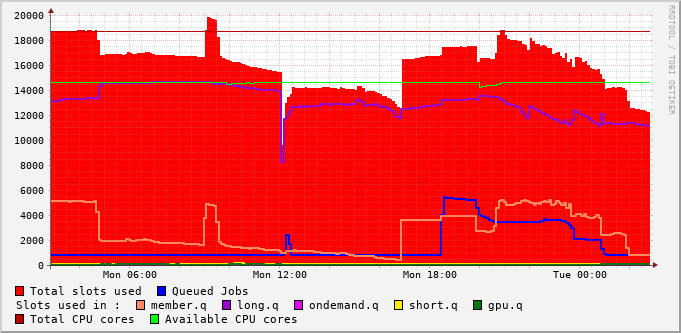 20000
18000
16000
14000
12000
10000
8000
6000
4000
2000
0
Mon 06:00 Mon 12:00 Mon 18:00 Tue 00:00
RRDTOOL / TOBI OETIKER
Total slots used Queued Jobs
Slots used in : member.q long.q ondemand.q short.q gpu.q
Total CPU cores Available CPU cores